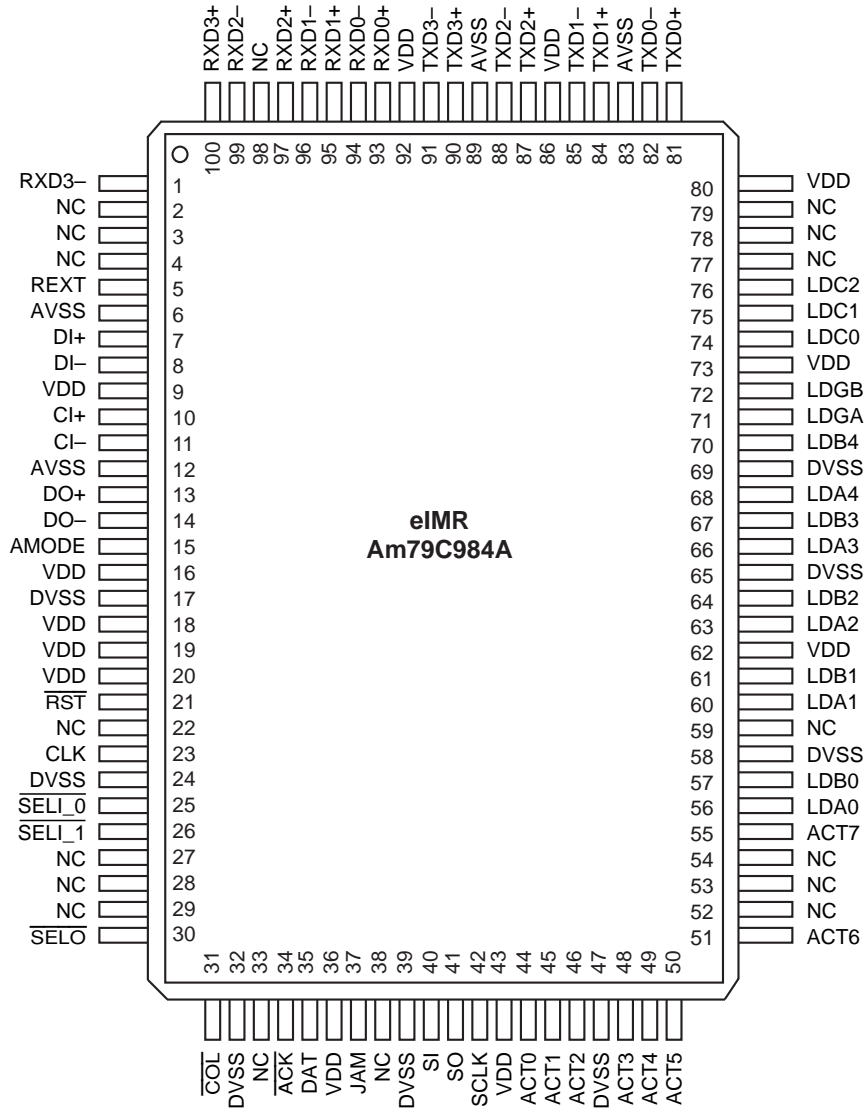 RXD3+
RXD2–
NC
RXD2+
RXD1–
RXD1+
RXD0–
RXD0+
VDD
TXD3–
TXD3+
AVSS
TXD2–
TXD2+
VDD
TXD1–
TXD1+
AVSS
TXD0–
TXD0+
100
99
98
97
96
95
94
93
92
91
90
89
88
87
86
85
84
83
82
81
RXD3– 1
NC 2
NC 3
NC 4
REXT 5
AVSS 6
DI+ 7
DI– 8
VDD 9
CI+ 10
CI– 11
AVSS 12
DO+ 13
DO– 14
AMODE 15
VDD 16
DVSS 17
VDD 18
VDD 19
VDD 20
RST 21
NC 22
CLK 23
DVSS 24
SELI_0 25
SELI_1 26
NC 27
NC 28
NC 29
SELO 30
eIMR
Am79C984A
80 VDD
79 NC
78 NC
77 NC
76 LDC2
75 LDC1
74 LDC0
73 VDD
72 LDGB
71 LDGA
70 LDB4
69 DVSS
68 LDA4
67 LDB3
66 LDA3
65 DVSS
64 LDB2
63 LDA2
62 VDD
61 LDB1
60 LDA1
59 NC
58 DVSS
57 LDB0
56 LDA0
55 ACT7
54 NC
53 NC
52 NC
51 ACT6
31
32
33
34
35
36
37
38
39
40
41
42
43
44
45
46
47
48
49
50
COL
DVSS
NC
ACK
DAT
VDD
JAM
NC
DVSS
SI
SO
SCLK
VDD
ACT0
ACT1
ACT2
DVSS
ACT3
ACT4
ACT5